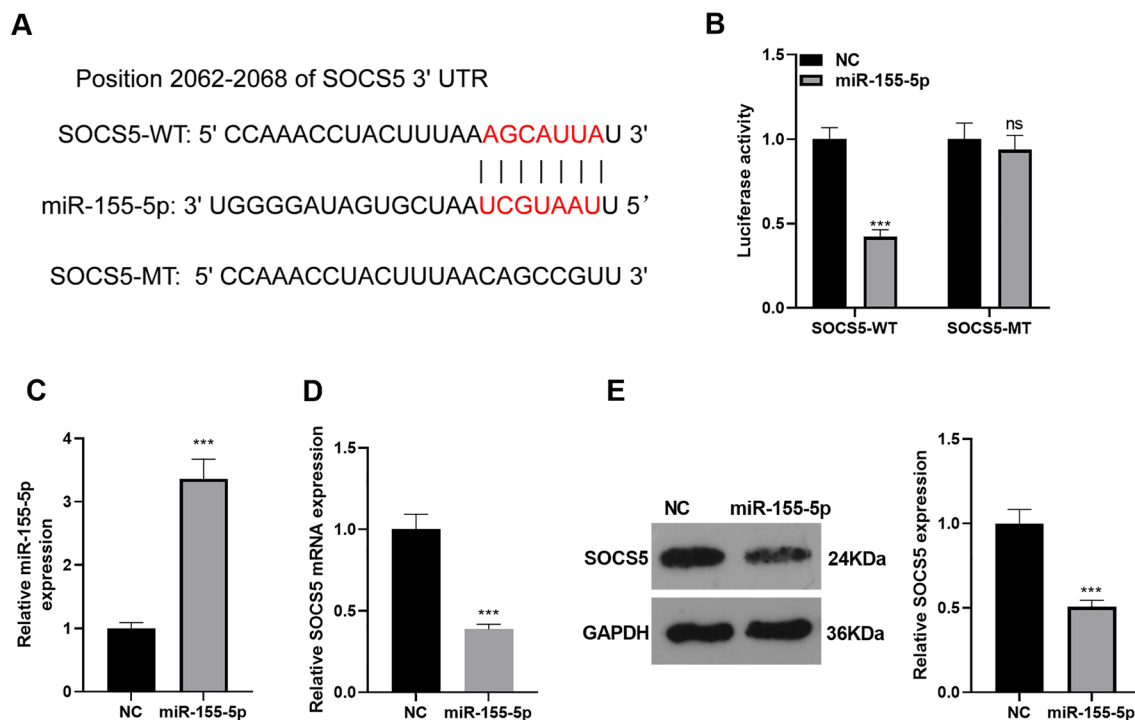 A
Position 2062-2068 of SOCS5 3' UTR
SOCS5-WT: 5' CCAAACCUACUUUAAAGCAUUAU 3'
miR-155-5p: 3' UGGGGAUAGUGCUAAUCGUAAUU 5’
SOCS5-MT: 5' CCAAACCUACUUUAACAGCCGUU 3'
B
Luciferase activity
1.5
1.0
0.5
0.0
NC
miR-155-5p
***
ns
SOCS5-WT
SOCS5-MT
C
Relative miR-155-5p
expression
4
3
2
1
0
***
NC
miR-155-5p
D
Relative SOCS5 mRNA expression
1.5
1.0
0.5
0.0
***
NC
miR-155-5p
E
NC miR-155-5p
SOCS5 24KDa
GAPDH 36KDa
Relative SOCS5 expression
1.5
1.0
0.5
0.0
***
NC
miR-155-5p